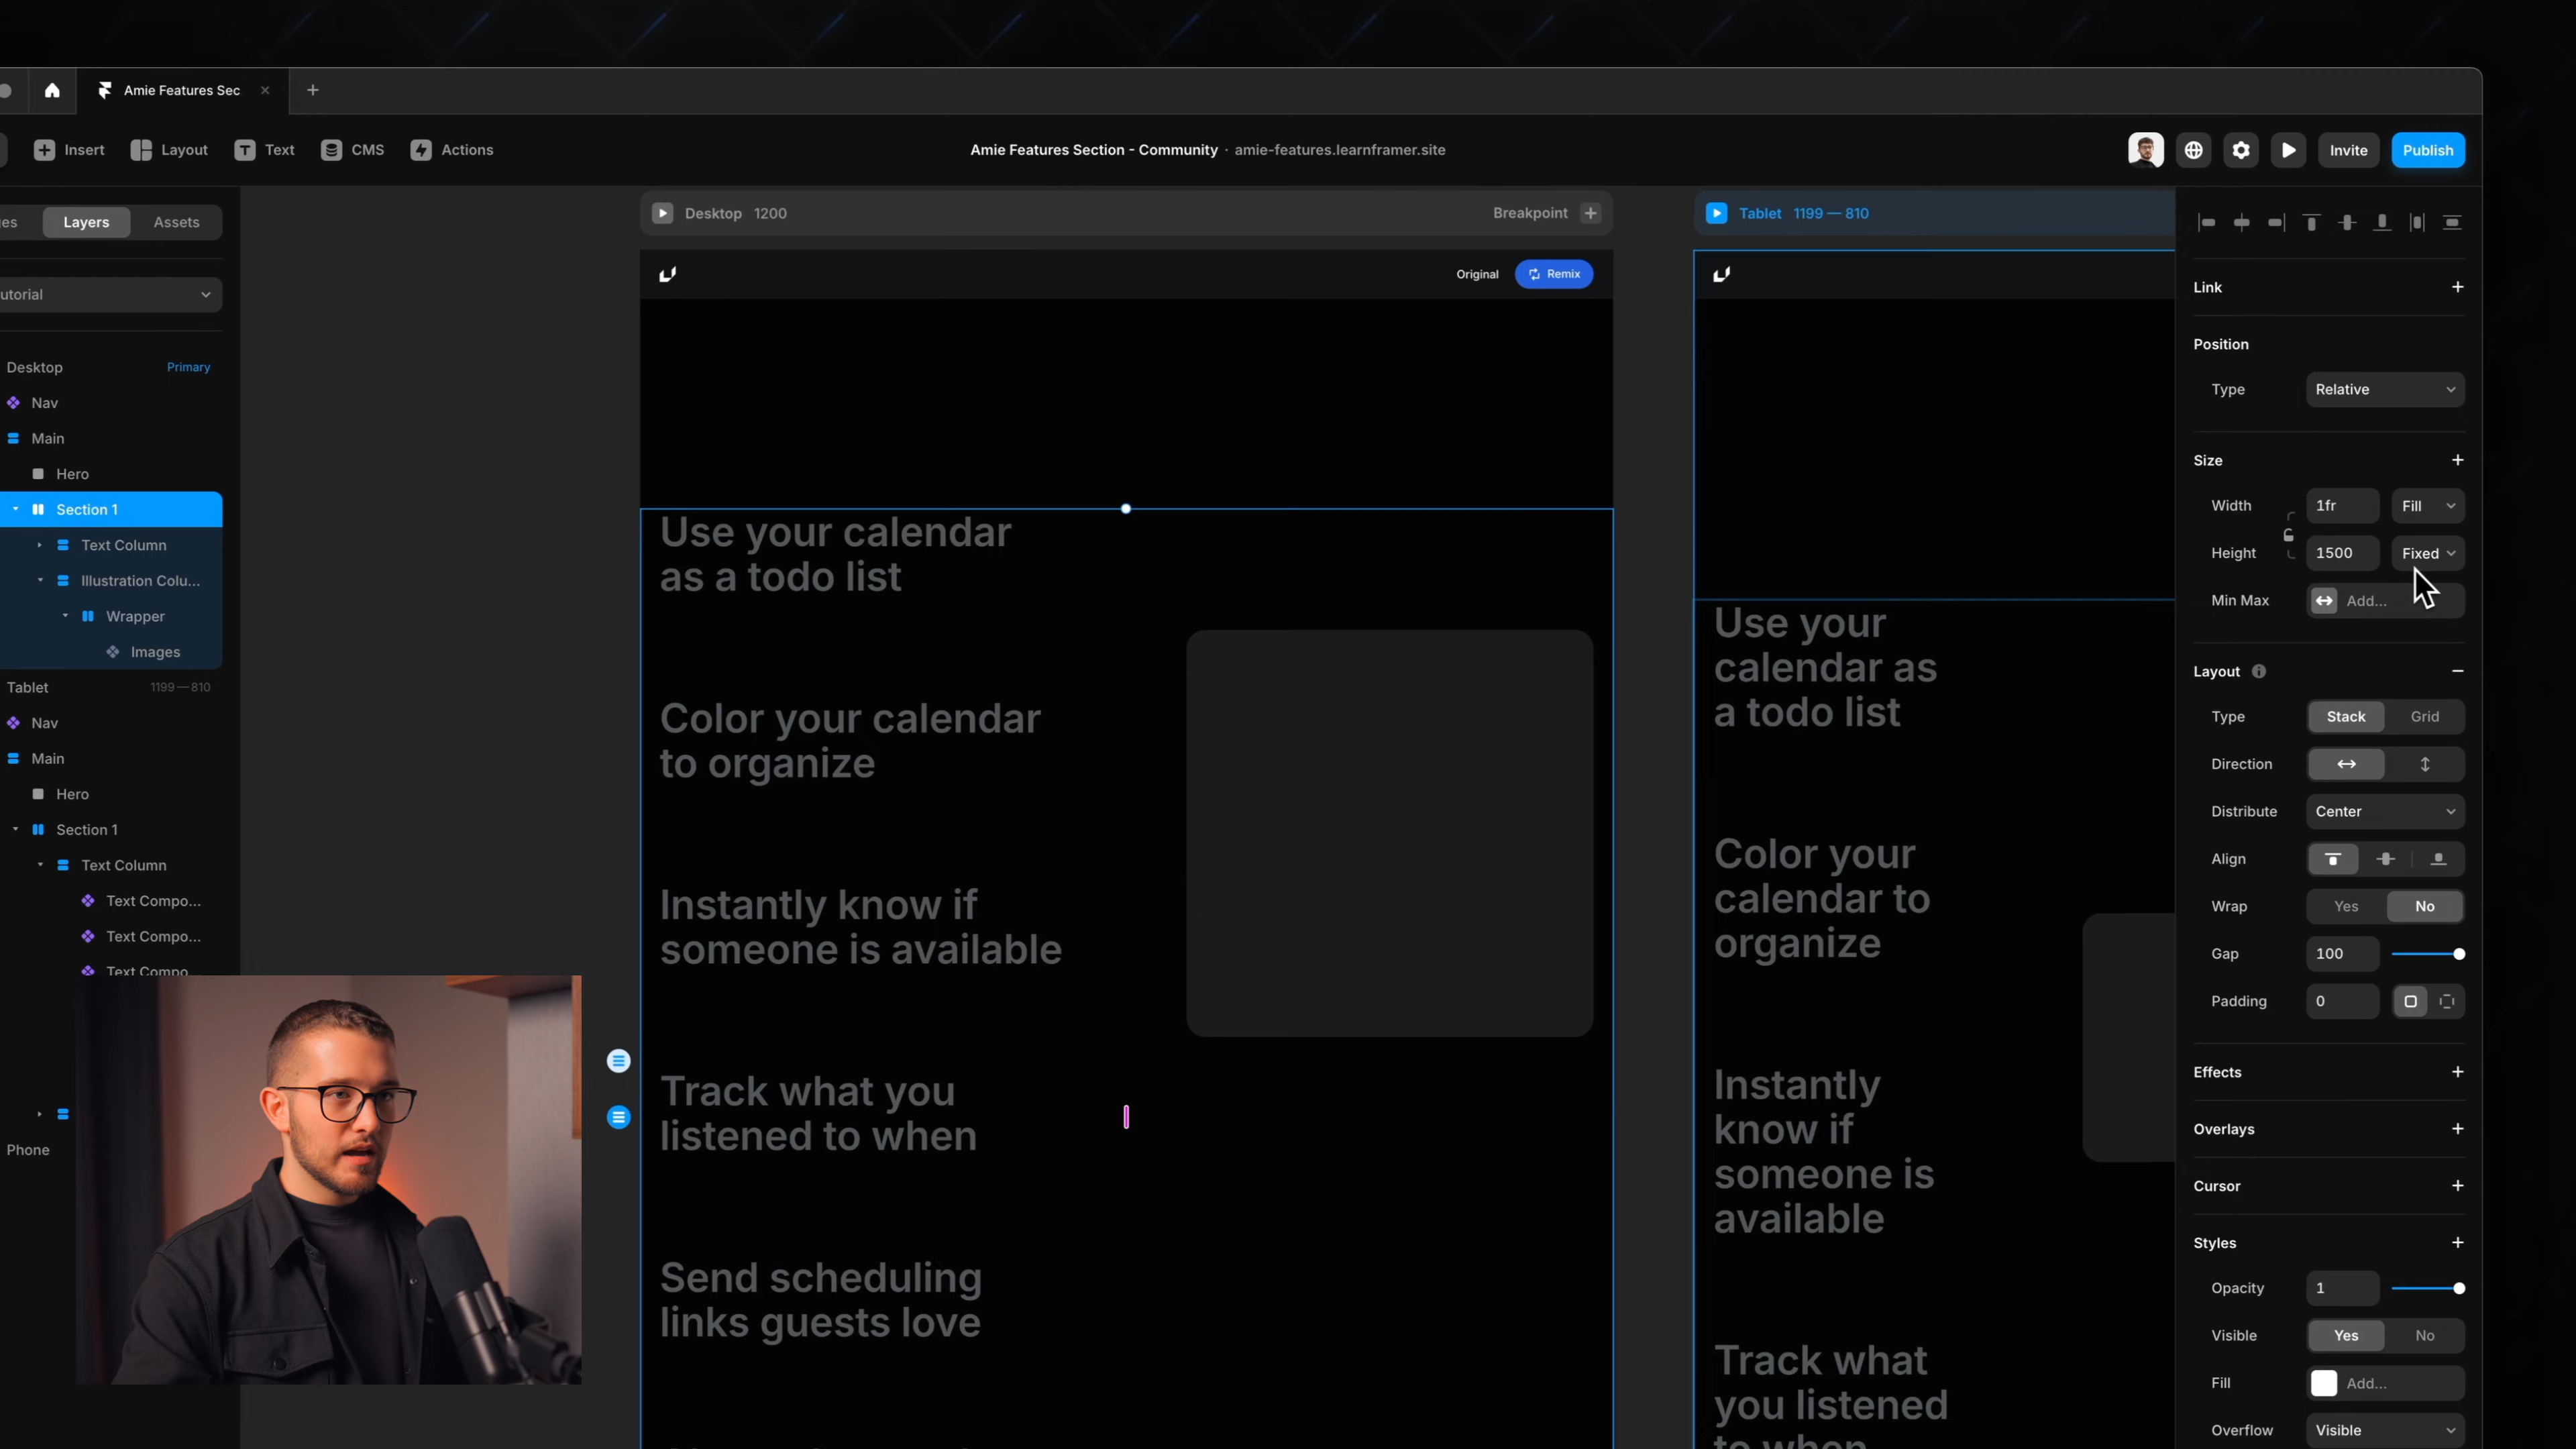 Amie Features Sec
Insert
Layout
Text
CMS
Actions
Amie Features Section - Community · amie-features.learnframer.site
Invite
Publish
Layers
Assets
utorial
Desktop
Primary
Nav
Main
Hero
Section 1
Text Column
Illustration Colu...
Wrapper
Images
Tablet
1199 — 810
Nav
Main
Hero
Section 1
Text Column
Text Compo...
Text Compo...
Text Compo...
Phone
Desktop 1200
Breakpoint
Original
Remix
Use your calendar
as a todo list
Color your calendar
to organize
Instantly know if
someone is available
Track what you
listened to when
Send scheduling
links guests love
Tablet 1199 — 810
Use your
calendar as
a todo list
Color your
calendar to
organize
Instantly
know if
someone is
available
Track what
you listened
to when
Link
Position
Type Relative
Size
Width 1fr Fill
Height 1500 Fixed
Min Max Add...
Layout
Type Stack Grid
Direction
Distribute Center
Align
Wrap Yes No
Gap 100
Padding 0
Effects
Overlays
Cursor
Styles
Opacity 1
Visible Yes No
Fill Add...
Overflow Visible